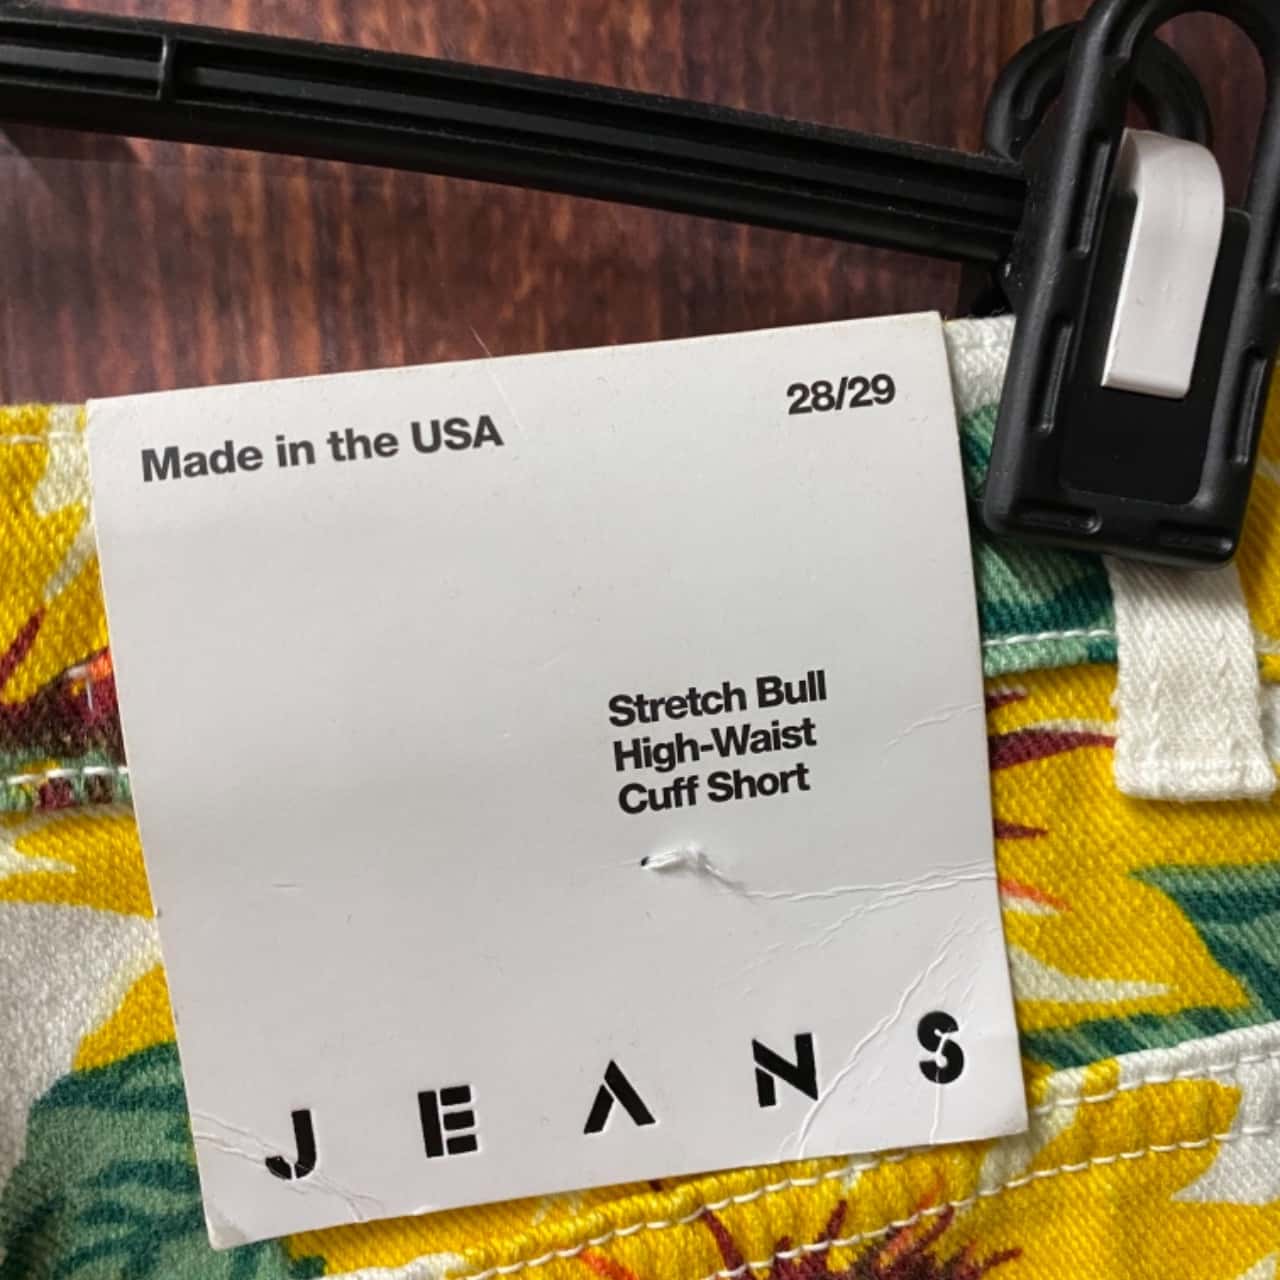 Made in the USA
28/29
Stretch Bull
High-Waist
Cuff Short
JEANS